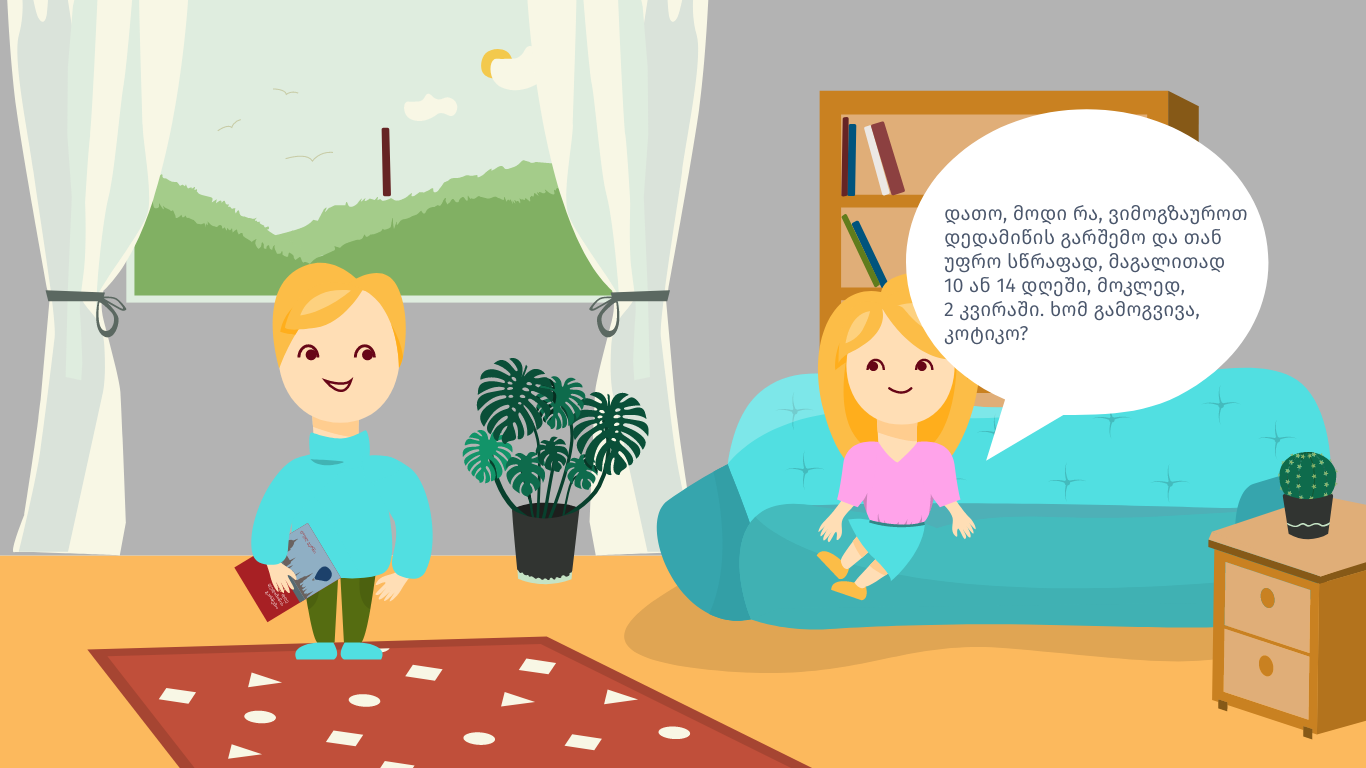 დათო, მოდი რა, ვიმოგზაუროთ
დედამიწის გარშემო და თან
უფრო სწრაფად, მაგალითად
10 ან 14 დღეში, მოკლედ,
2 კვირაში. ხომ გამოგვივა,
კოტიკო?